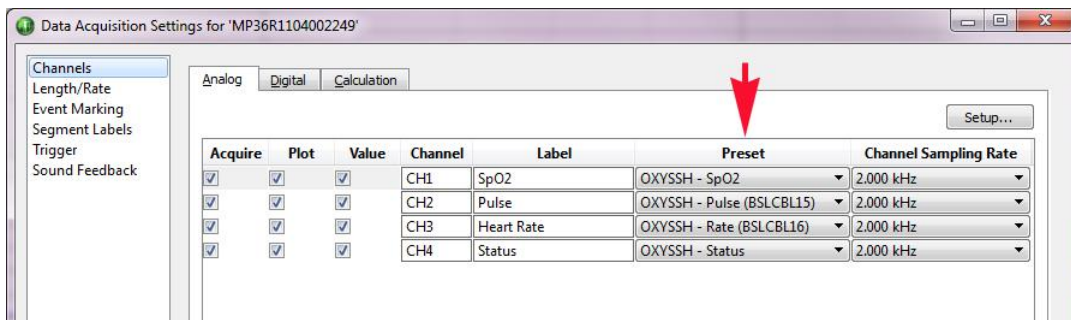 Data Acquisition Settings for 'MP36R1104002249'
Channels
Length/Rate
Event Marking
Segment Labels
Trigger
Sound Feedback
Analog Digital Calculation
Setup...
Acquire Plot Value Channel Label Preset Channel Sampling Rate
CH1 SpO2 OXYSSH - SpO2 2.000 kHz
CH2 Pulse OXYSSH - Pulse (BSLCBL15) 2.000 kHz
CH3 Heart Rate OXYSSH - Rate (BSLCBL16) 2.000 kHz
CH4 Status OXYSSH - Status 2.000 kHz